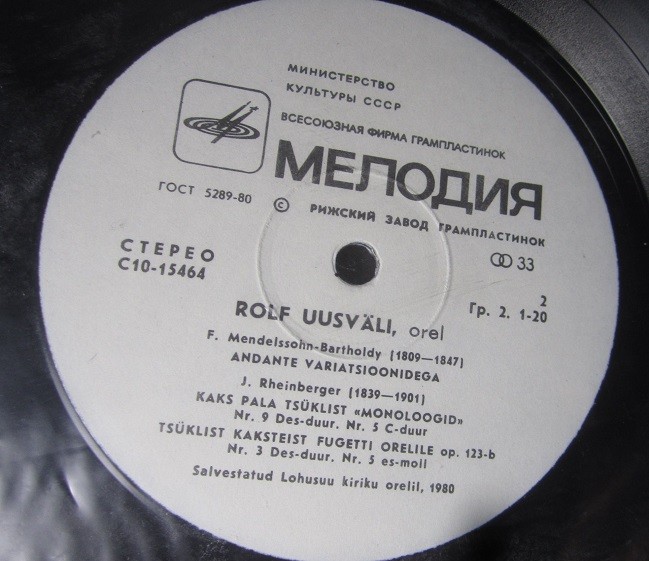 МИНИСТЕРСТВО
КУЛЬТУРЫ СССР
ВСЕСОЮЗНАЯ ФИРМА ГРАМПЛАСТИНОК
МЕЛОДИЯ
ГОСТ 5289-80 © РИЖСКИЙ ЗАВОД ГРАМПЛАСТИНОК
СТЕРЕО
33
С10-15464
2
Гр. 2. 1-20
ROLF UUSVÄLI, orel
F. Mendelssohn-Bartholdy (1809—1847)
ANDANTE VARIATSIOONIDEGA
J. Rheinberger (1839—1901)
KAKS PALA TSÜKLIST «MONOLOOGID»
Nr. 9 Des-duur. Nr. 5 C-duur
TSÜKLIST KAKSTEIST FUGETTI ORELILE op. 123-b
Nr. 3 Des-duur. Nr. 5 es-moll
Salvestatud Lohusuu kiriku orelil, 1980